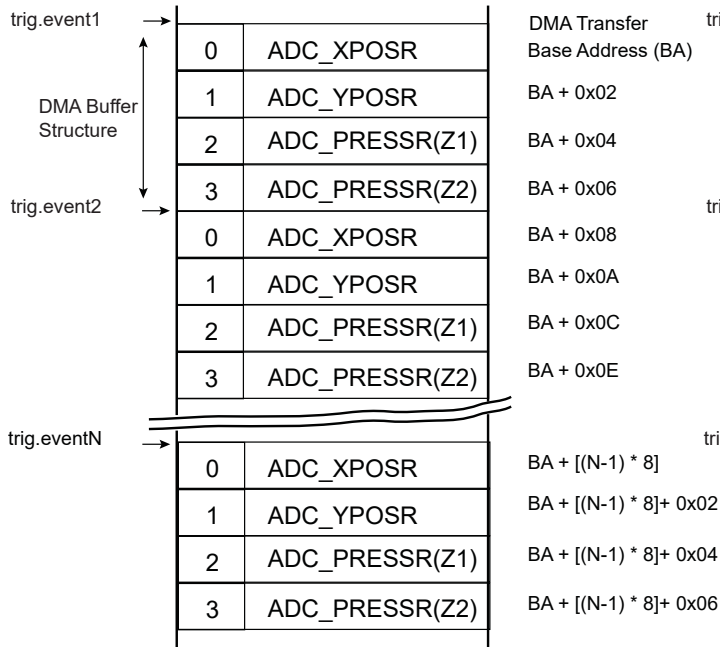 trig.event1
DMA Transfer
tri
0 ADC_XPOSR Base Address (BA)
DMA Buffer
Structure
1 ADC_YPOSR BA + 0x02
2 ADC_PRESSR(Z1) BA + 0x04
3 ADC_PRESSR(Z2) BA + 0x06
trig.event2
tri
0 ADC_XPOSR BA + 0x08
1 ADC_YPOSR BA + 0x0A
2 ADC_PRESSR(Z1) BA + 0x0C
3 ADC_PRESSR(Z2) BA + 0x0E
trig.eventN
tri
0 ADC_XPOSR BA + [(N-1) * 8]
1 ADC_YPOSR BA + [(N-1) * 8]+ 0x02
2 ADC_PRESSR(Z1) BA + [(N-1) * 8]+ 0x04
3 ADC_PRESSR(Z2) BA + [(N-1) * 8]+ 0x06